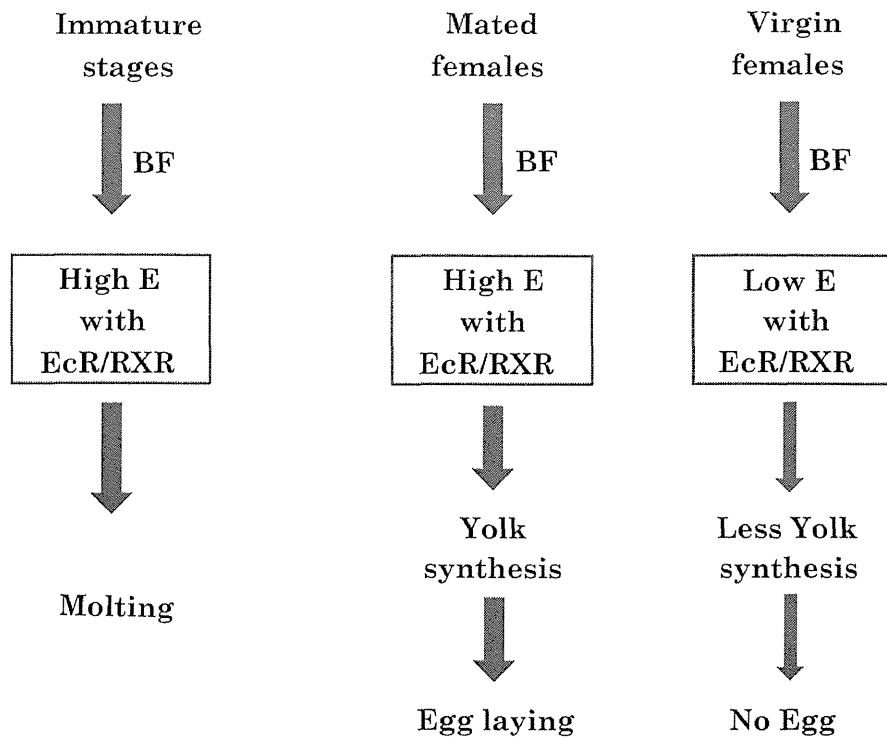 Immature
stages
BF
High E
with
EcR/RXR
Molting
Mated
females
BF
High E
with
EcR/RXR
Yolk
synthesis
Egg laying
Virgin
females
BF
Low E
with
EcR/RXR
Less Yolk
synthesis
No Egg